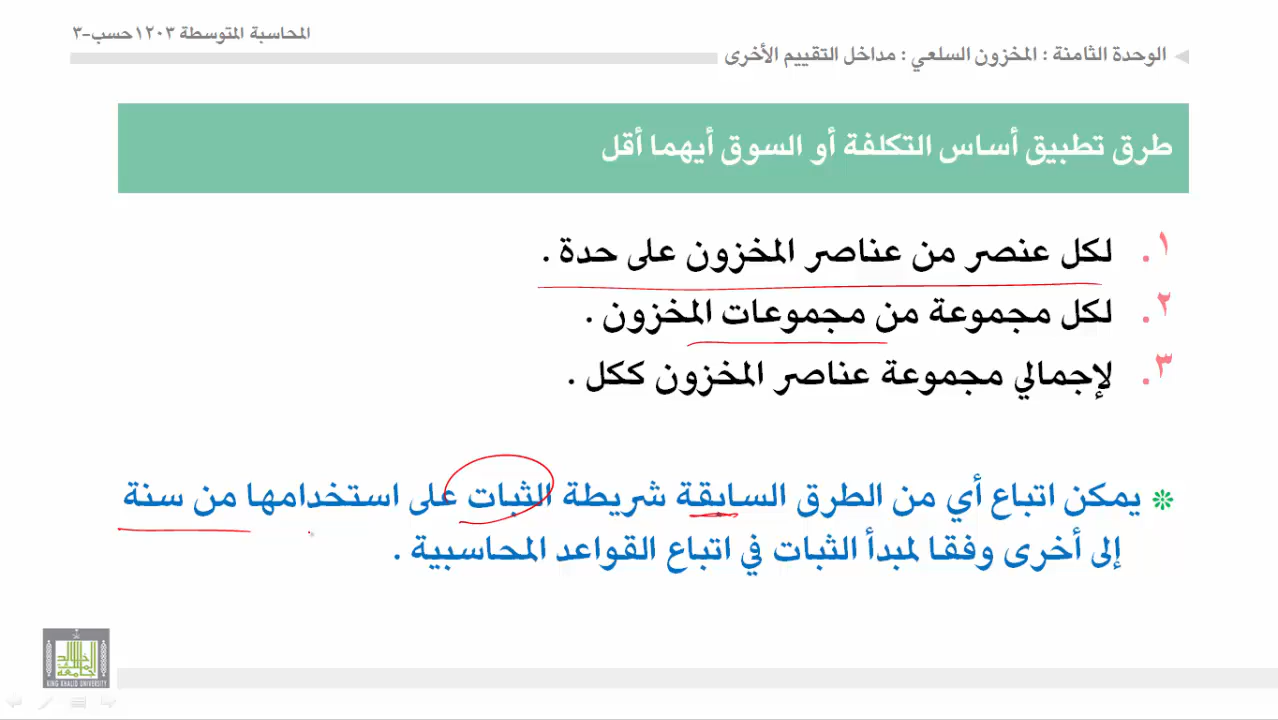 المحاسبة المتوسطة ١٢٠٣حسب-٣
الوحدة الثامنة : المخزون السلعي : مداخل التقييم الأخرى
طرق تطبيق أساس التكلفة أو السوق أيهما أقل
١. لكل عنصر من عناصر المخزون على حدة .
٢. لكل مجموعة من مجموعات المخزون .
٣. لإجمالي مجموعة عناصر المخزون ككل .
يمكن اتباع أي من الطرق السابقة شريطة الثبات على استخدامها من سنة
إلى أخرى وفقا لمبدأ الثبات في اتباع القواعد المحاسبية .
KING KHALID UNIVERSITY